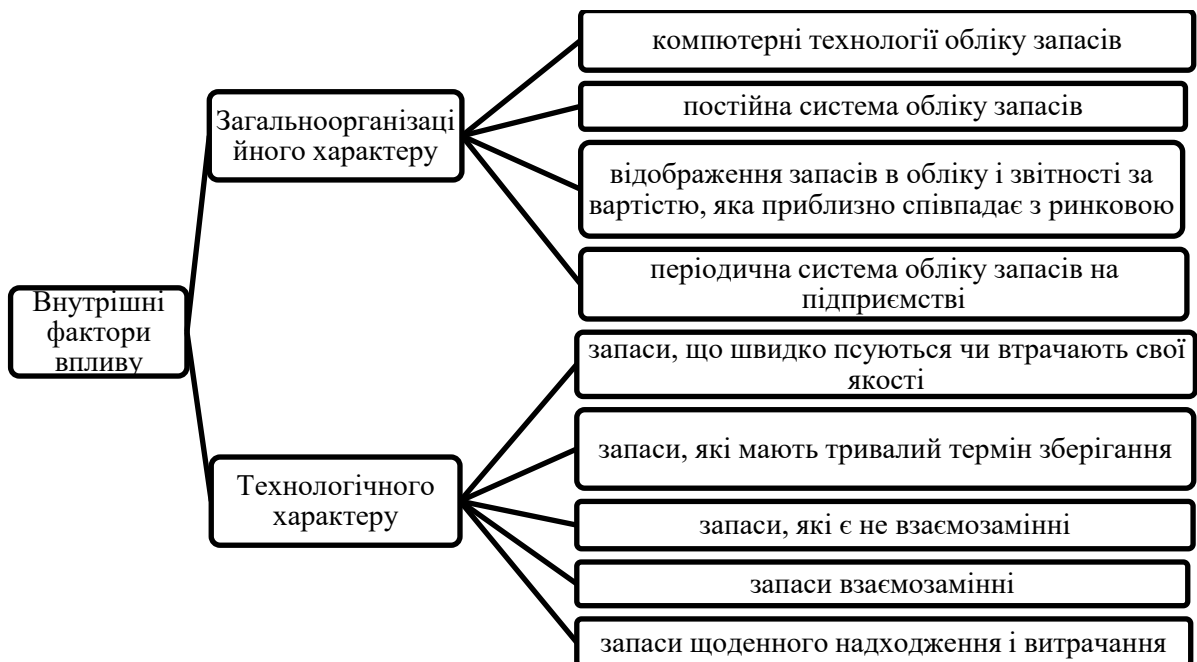 компютерні технології обліку запасів
Загальноорганізаці
йного характеру
постійна система обліку запасів
відображення запасів в обліку і звітності за
вартістю, яка приблизно співпадає з ринковою
періодична система обліку запасів на
підприємстві
Внутрішні
фактори
впливу
запаси, що швидко псуються чи втрачають свої
якості
запаси, які мають тривалий термін зберігання
Технологічного
характеру
запаси, які є не взаємозамінні
запаси взаємозамінні
запаси щоденного надходження і витрачання